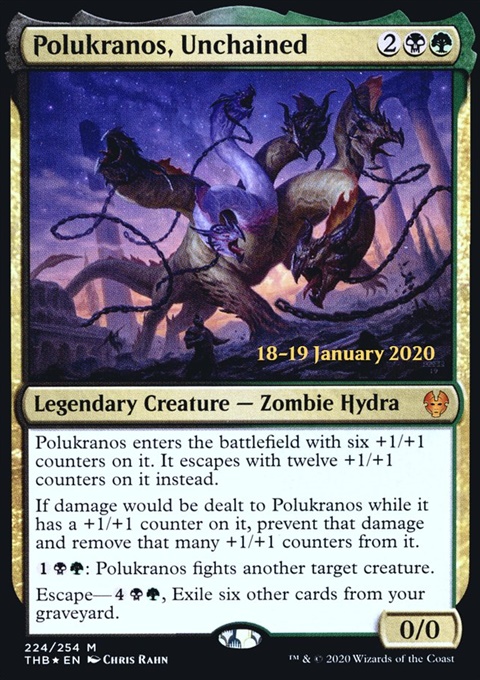 Polukranos, Unchained 2
18-19 January 2020
Legendary Creature — Zombie Hydra
Polukranos enters the battlefield with six +1/+1
counters on it. It escapes with twelve +1/+1
counters on it instead.
If damage would be dealt to Polukranos while it
has a +1/+1 counter on it, prevent that damage
and remove that many +1/+1 counters from it.
1 : Polukranos fights another target creature.
Escape—4 , Exile six other cards from your
graveyard.
0/0
224/254 M
THB★EN Chris Rahn
™ & © 2020 Wizards of the Coast